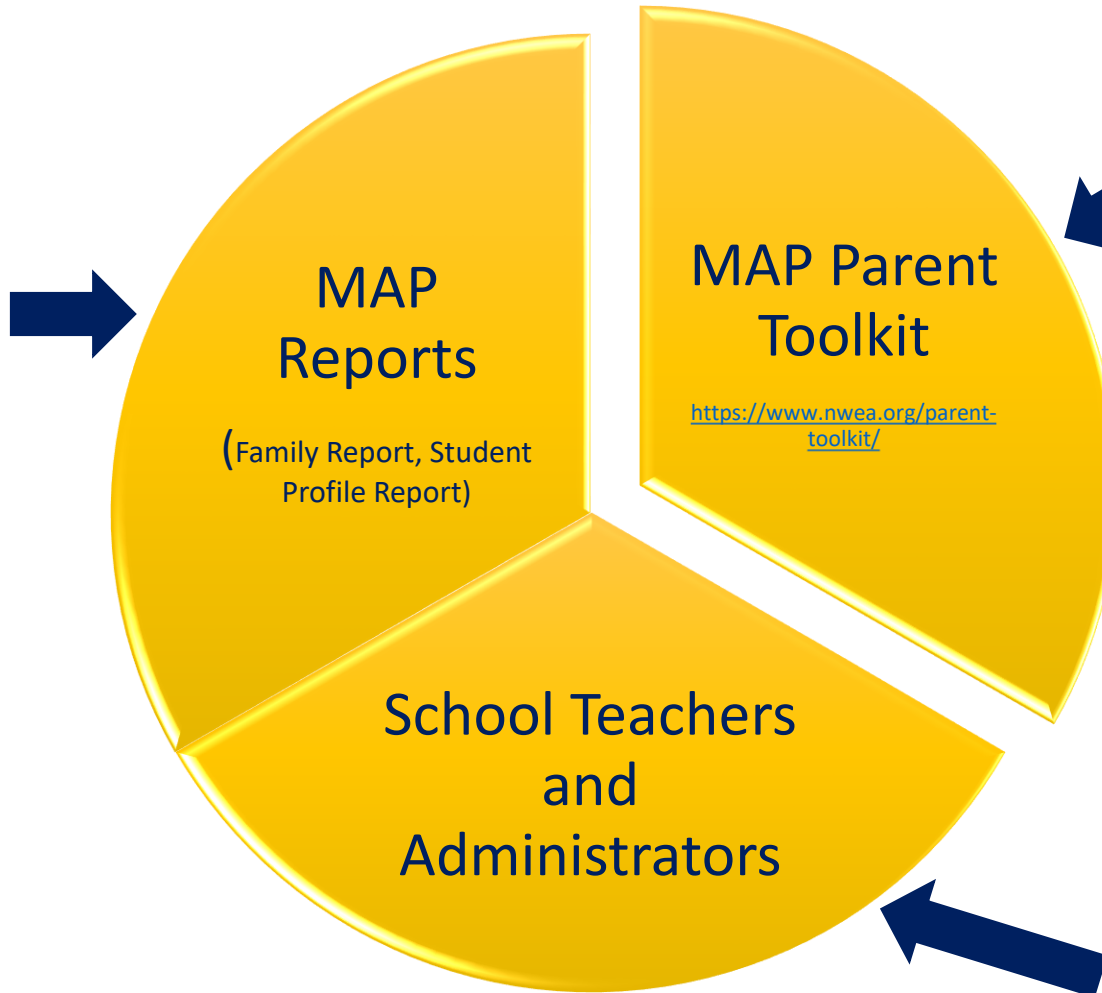 MAP
Reports
(Family Report, Student
Profile Report)
MAP Parent
Toolkit
https://www.nwea.org/parent-
toolkit/
School Teachers
and
Administrators